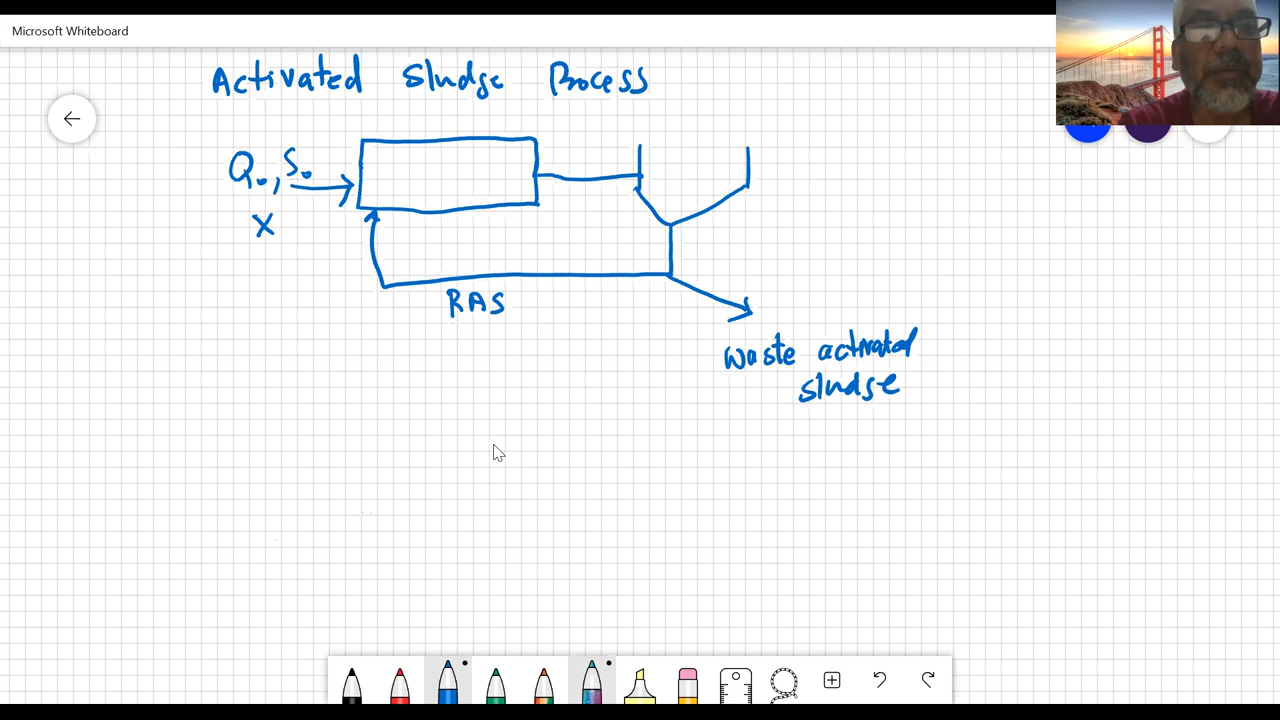 Microsoft Whiteboard
Activated Sludge Process
Q₀, S₀
X
RAS
Waste activated
sludge